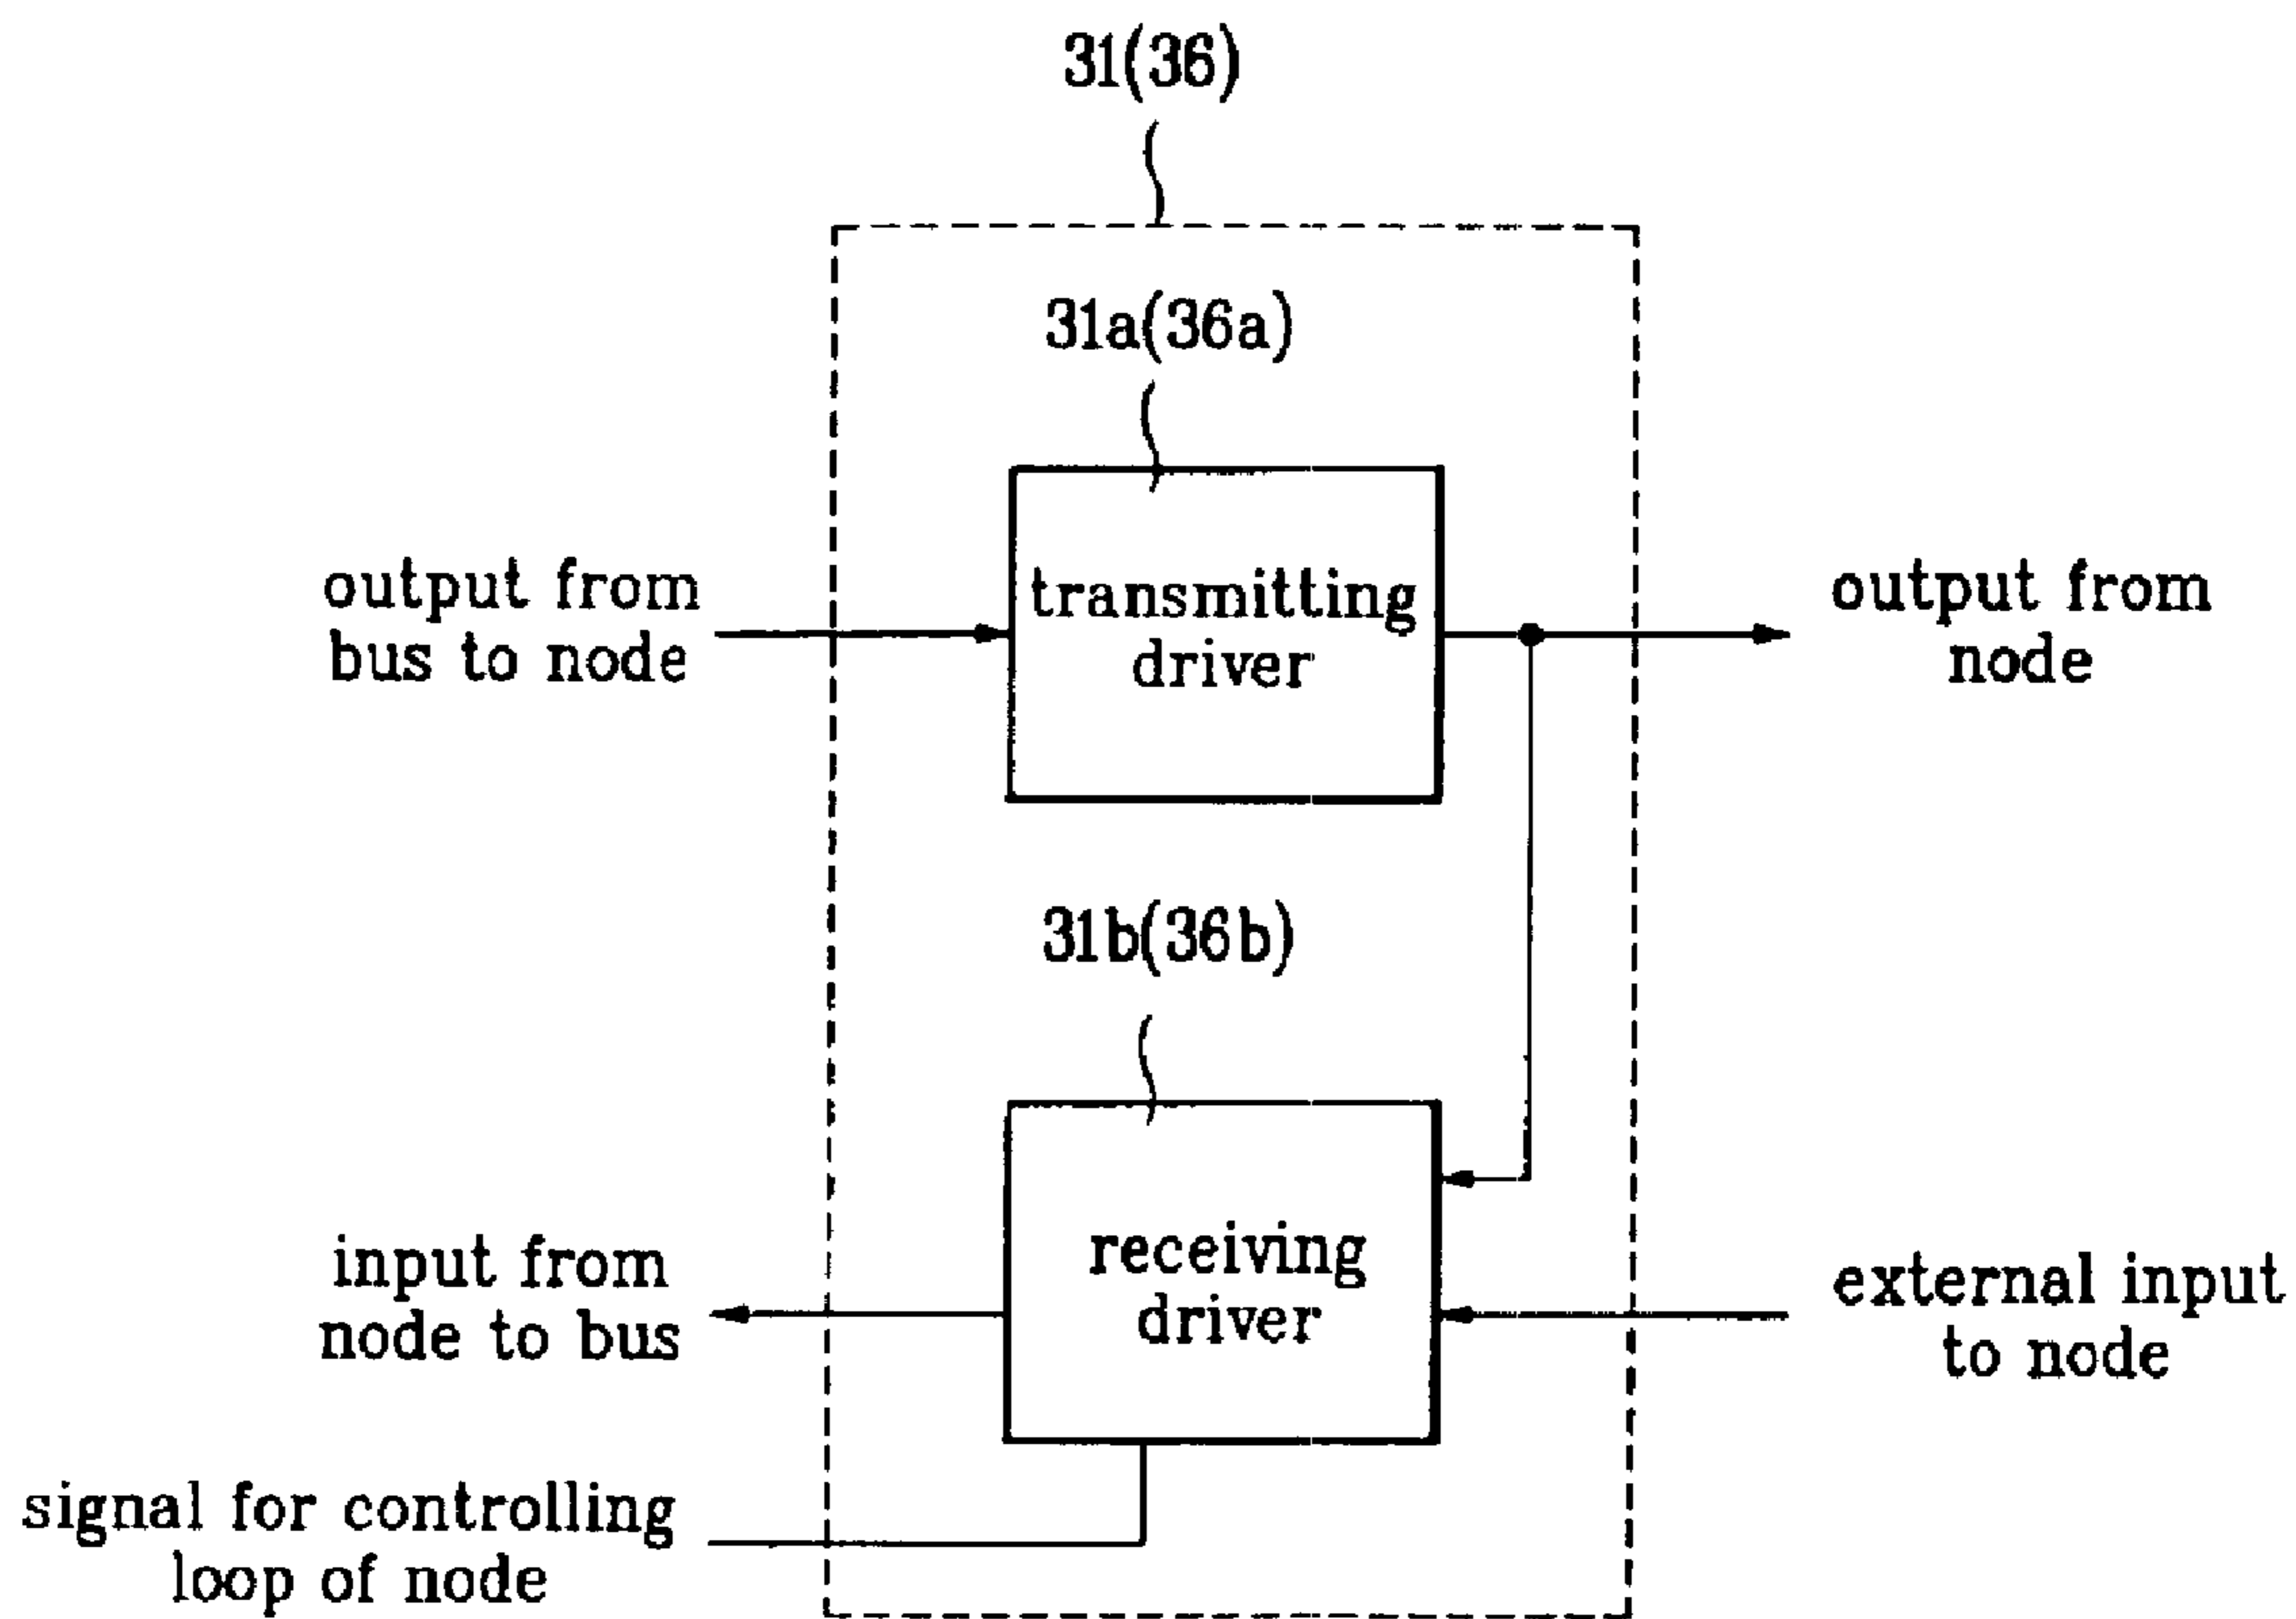 31(36)
31a(36a)
output from
bus to node
transmitting
driver
output from
node
31b(36b)
input from
node to bus
receiving
driver
external input
to node
signal for controlling
loop of node